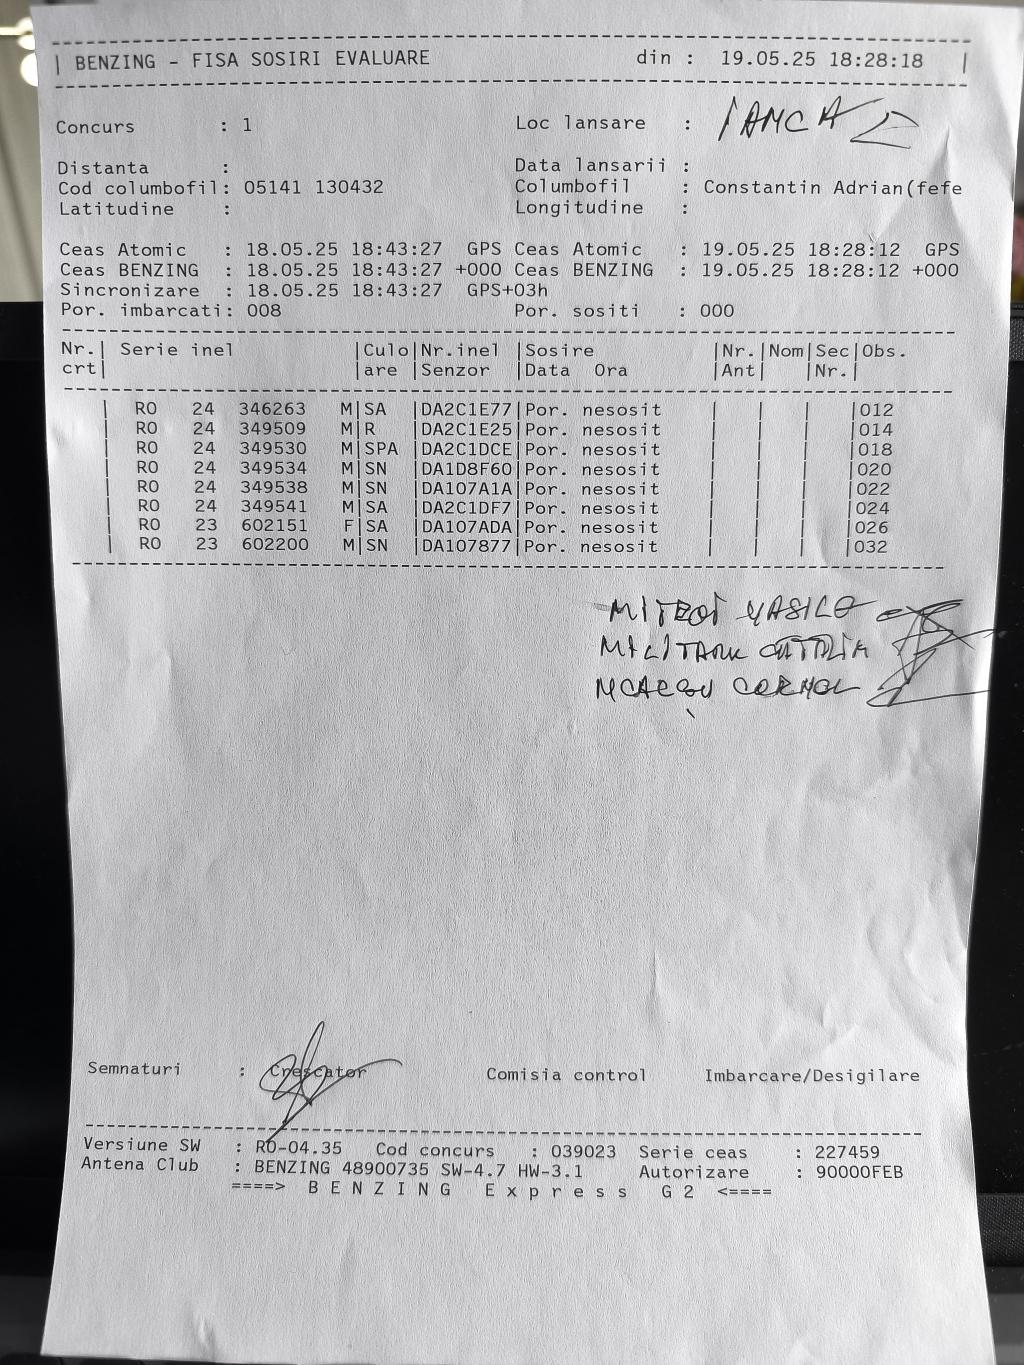 BENZING - FISA SOSIRI EVALUARE din : 19.05.25 18:28:18
Concurs : 1 Loc lansare : IANCA 2
Distanta : Data lansarii :
Cod columbofil: 05141 130432 Columbofil : Constantin Adrian(fefe
Latitudine : Longitudine :
Ceas Atomic : 18.05.25 18:43:27 GPS Ceas Atomic : 19.05.25 18:28:12 GPS
Ceas BENZING : 18.05.25 18:43:27 +000 Ceas BENZING : 19.05.25 18:28:12 +000
Sincronizare : 18.05.25 18:43:27 GPS+03h
Por. imbarcati: 008 Por. sositi : 000
Nr.| Serie inel |Culo|Nr.inel |Sosire |Nr.|Nom|Sec|Obs.
crt| |are |Senzor |Data Ora |Ant| |Nr.|
| RO 24 346263 M|SA |DA2C1E77|Por. nesosit | | | |012
| RO 24 349509 M|R |DA2C1E25|Por. nesosit | | | |014
| RO 24 349530 M|SPA |DA2C1DCE|Por. nesosit | | | |018
| RO 24 349534 M|SN |DA1D8F60|Por. nesosit | | | |020
| RO 24 349538 M|SN |DA107A1A|Por. nesosit | | | |022
| RO 24 349541 M|SA |DA2C1DF7|Por. nesosit | | | |024
| RO 23 602151 F|SA |DA107ADA|Por. nesosit | | | |026
| RO 23 602200 M|SN |DA107877|Por. nesosit | | | |032
MITROI VASILE
MILITARU
Semnaturi : Crescator Comisia control Imbarcare/Desigilare
Versiune SW : RO-04.35 Cod concurs : 039023 Serie ceas : 227459
Antena Club : BENZING 48900735 SW-4.7 HW-3.1 Autorizare : 90000FEB
====> B E N Z I N G E x p r e s s G 2 <====